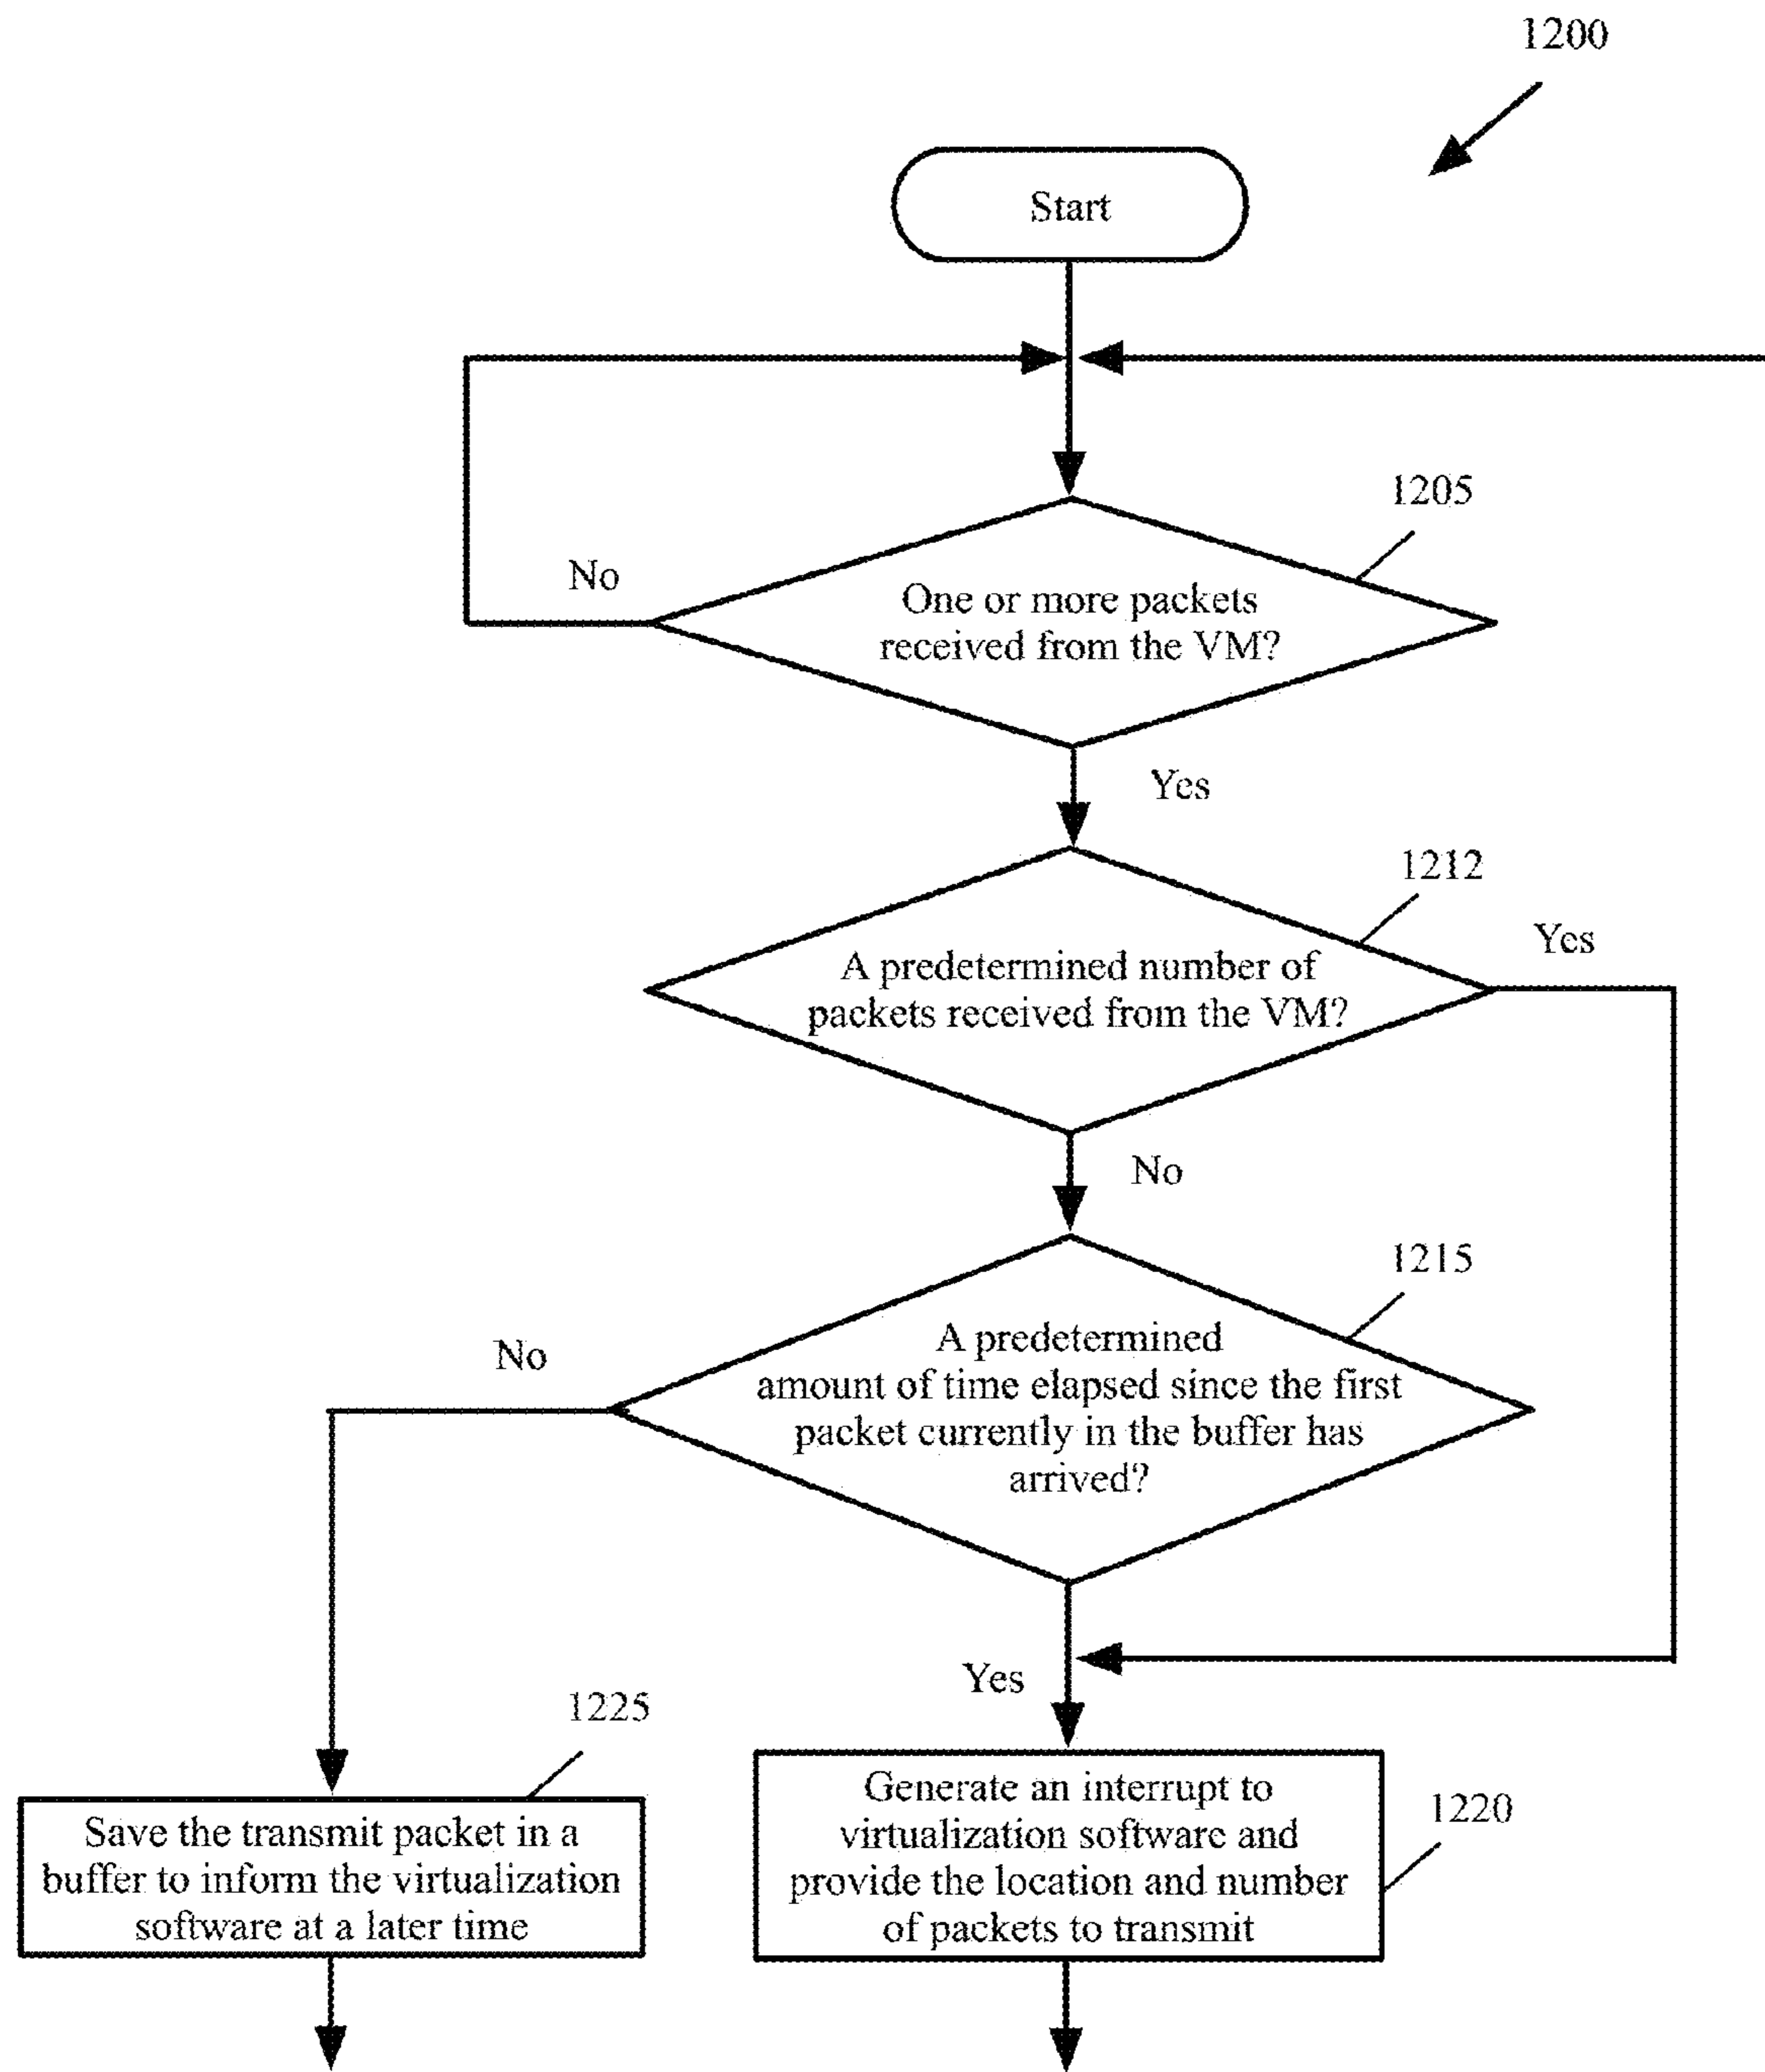 1200
Start
1205
No
One or more packets
received from the VM?
Yes
1212
Yes
A predetermined number of
packets received from the VM?
No
1215
No
A predetermined
amount of time elapsed since the first
packet currently in the buffer has
arrived?
Yes
1225
Save the transmit packet in a
buffer to inform the virtualization
software at a later time
Generate an interrupt to
virtualization software and
provide the location and number
of packets to transmit
1220